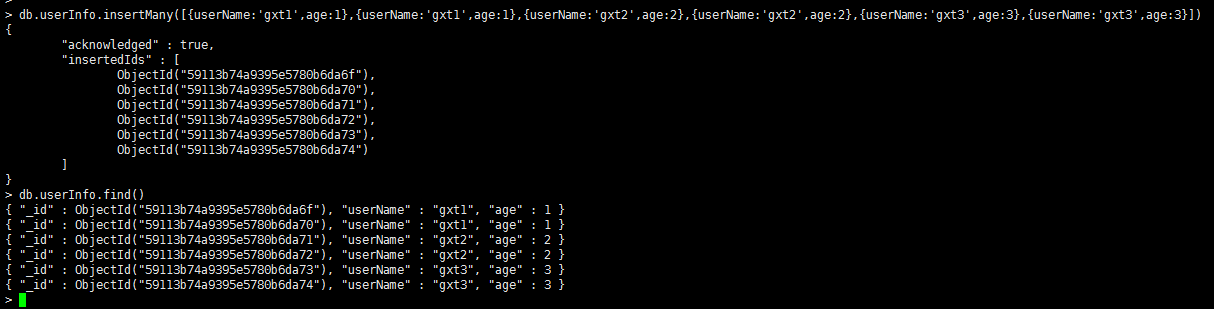 >
> db.userInfo.insertMany([{userName:'gxt1',age:1},{userName:'gxt1',age:1},{userName:'gxt2',age:2},{userName:'gxt2',age:2},{userName:'gxt3',age:3},{userName:'gxt3',age:3}])
{
        "acknowledged" : true,
        "insertedIds" : [
                ObjectId("59113b74a9395e5780b6da6f"),
                ObjectId("59113b74a9395e5780b6da70"),
                ObjectId("59113b74a9395e5780b6da71"),
                ObjectId("59113b74a9395e5780b6da72"),
                ObjectId("59113b74a9395e5780b6da73"),
                ObjectId("59113b74a9395e5780b6da74")
        ]
}
> db.userInfo.find()
{ "_id" : ObjectId("59113b74a9395e5780b6da6f"), "userName" : "gxt1", "age" : 1 }
{ "_id" : ObjectId("59113b74a9395e5780b6da70"), "userName" : "gxt1", "age" : 1 }
{ "_id" : ObjectId("59113b74a9395e5780b6da71"), "userName" : "gxt2", "age" : 2 }
{ "_id" : ObjectId("59113b74a9395e5780b6da72"), "userName" : "gxt2", "age" : 2 }
{ "_id" : ObjectId("59113b74a9395e5780b6da73"), "userName" : "gxt3", "age" : 3 }
{ "_id" : ObjectId("59113b74a9395e5780b6da74"), "userName" : "gxt3", "age" : 3 }
>